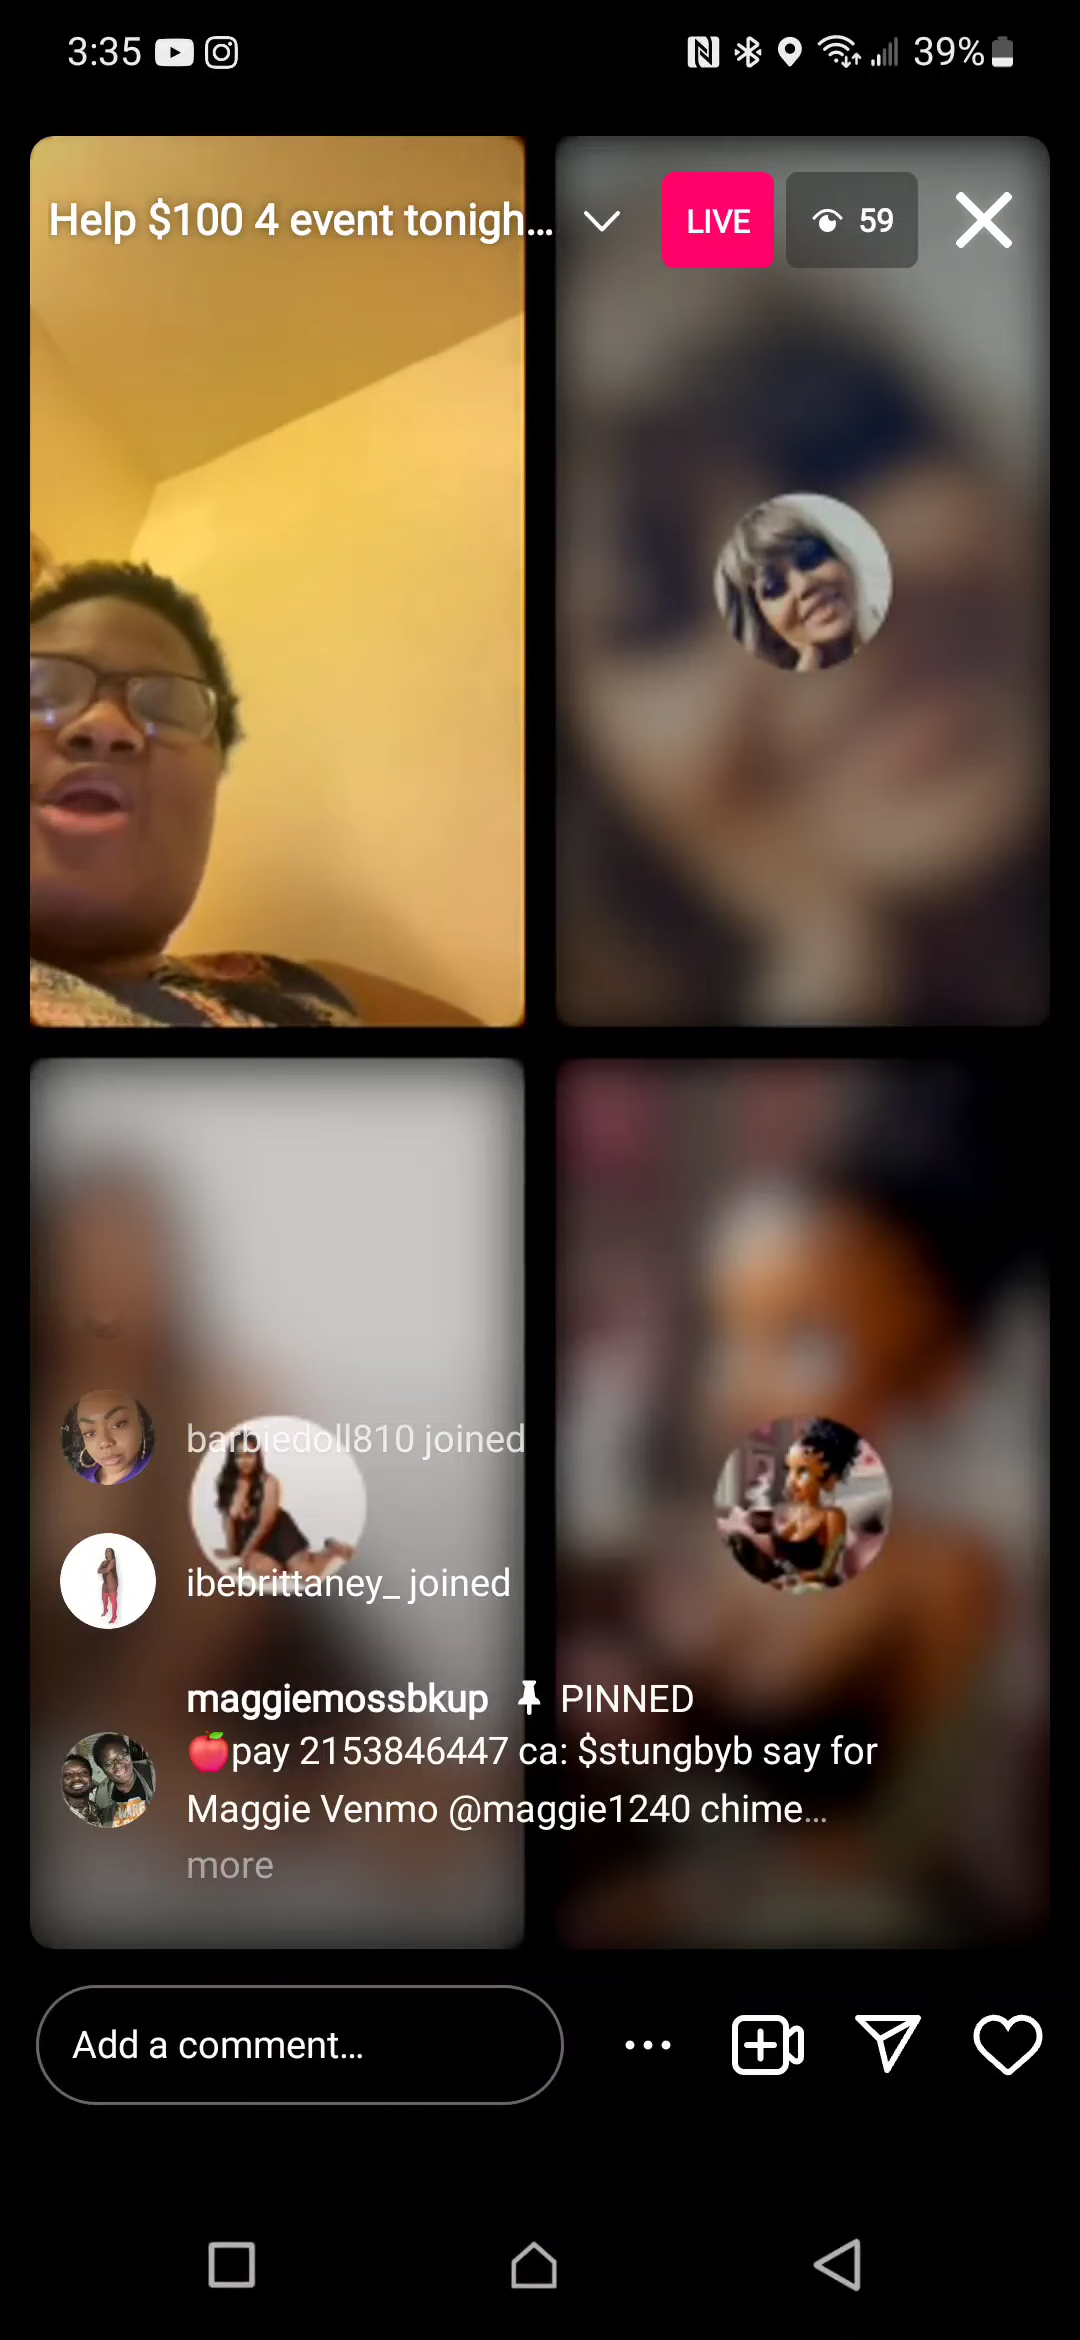 3:35
39%
Help $100 4 event tonigh...
LIVE
59
barbiedoll810 joined
ibebrittaney_ joined
maggiemossbkup PINNED
🍎pay 2153846447 ca: $stungbyb say for
Maggie Venmo @maggie1240 chime...
more
Add a comment...